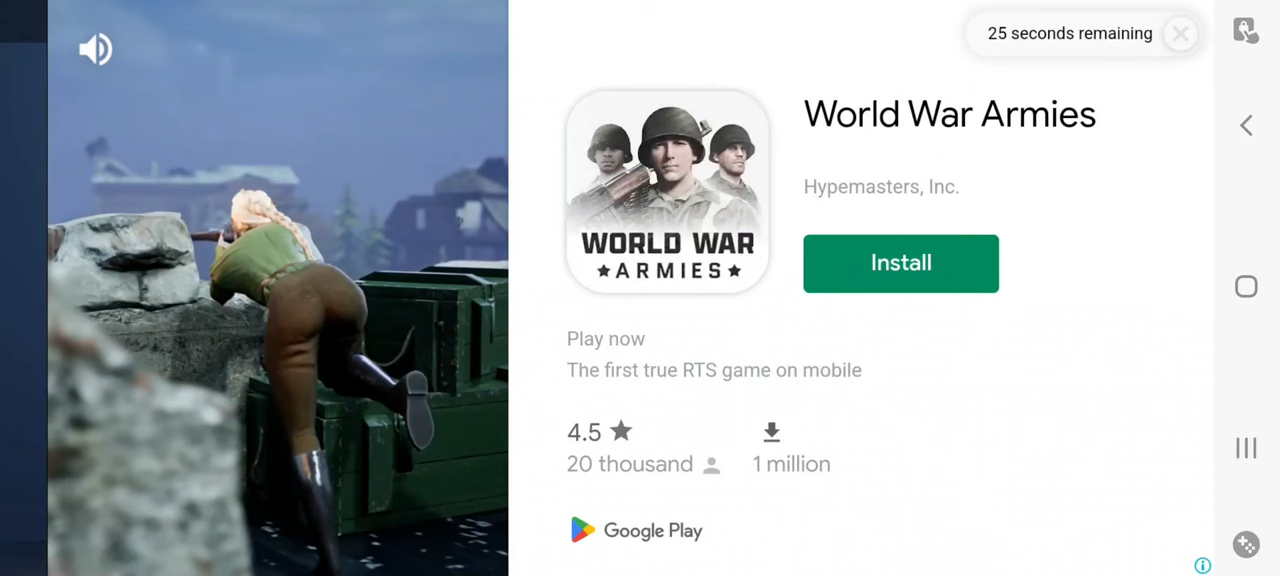 25 seconds remaining
World War Armies
Hypemasters, Inc.
WORLD WAR
★ARMIES★
Install
Play now
The first true RTS game on mobile
4.5 ★
20 thousand
1 million
Google Play